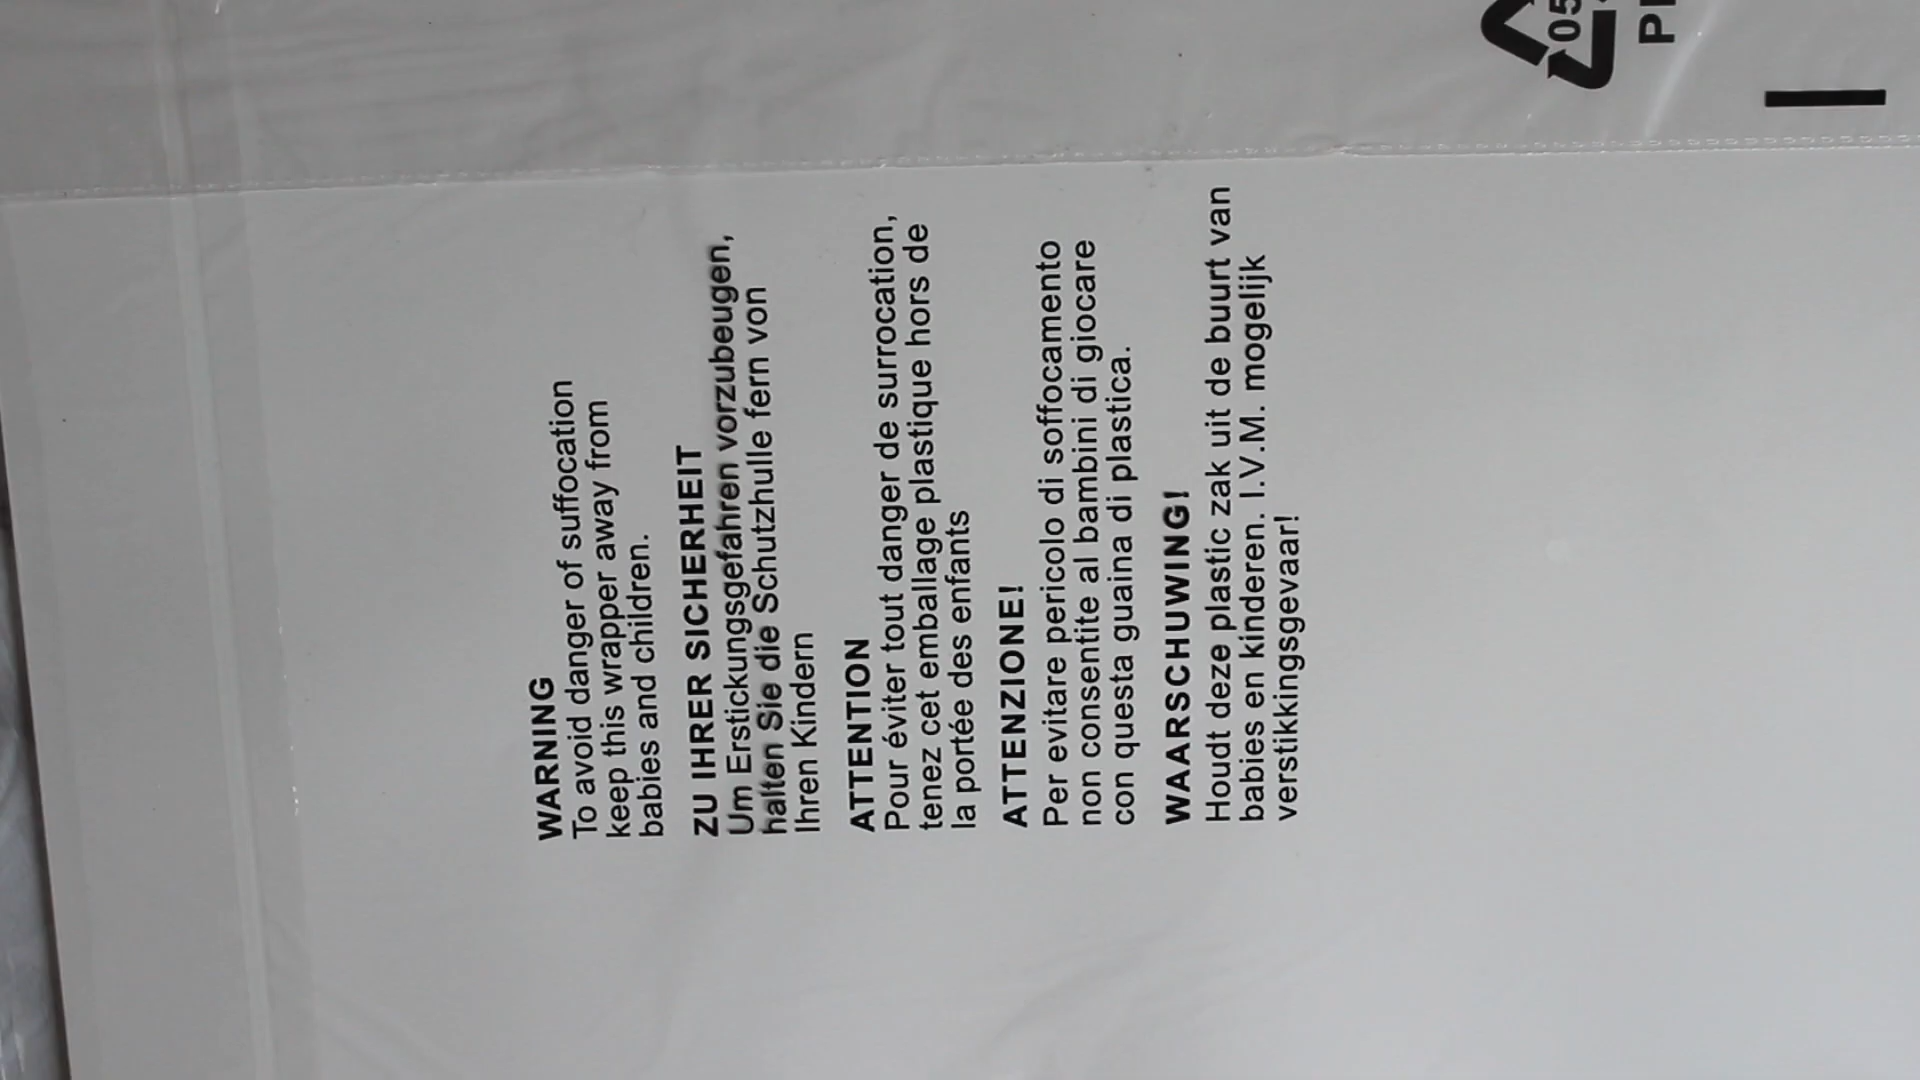 WARNING
To avoid danger of suffocation
keep this wrapper away from
babies and children.
ZU IHRER SICHERHEIT
Um Erstickungsgefahren vorzubeugen,
halten Sie die Schutzhulle fern von
Ihren Kindern
ATTENTION
Pour éviter tout danger de surrocation,
tenez cet emballage plastique hors de
la portée des enfants
ATTENZIONE!
Per evitare pericolo di soffocamento
non consentite al bambini di giocare
con questa guaina di plastica.
WAARSCHUWING!
Houdt deze plastic zak uit de buurt van
babies en kinderen. I.V.M. mogelijk
verstikkingsgevaar!
05